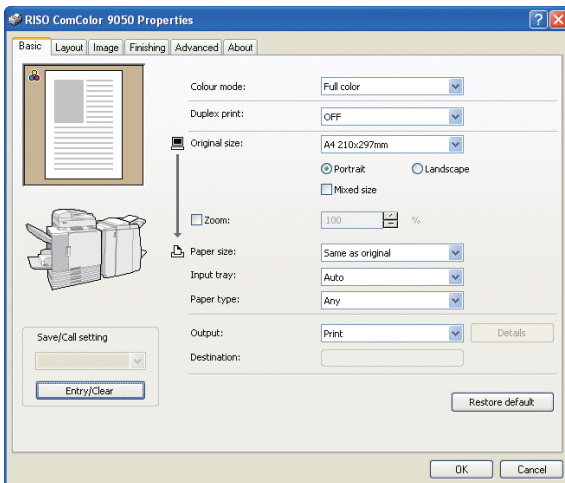 RISO ComColor 9050 Properties
Basic Layout Image Finishing Advanced About
Colour mode: Full color
Duplex print: OFF
Original size: A4 210x297mm
Portrait Landscape
Mixed size
Zoom: 100 %
Paper size: Same as original
Input tray: Auto
Paper type: Any
Save/Call setting
Output: Print Details
Destination:
Entry/Clear
Restore default
OK Cancel